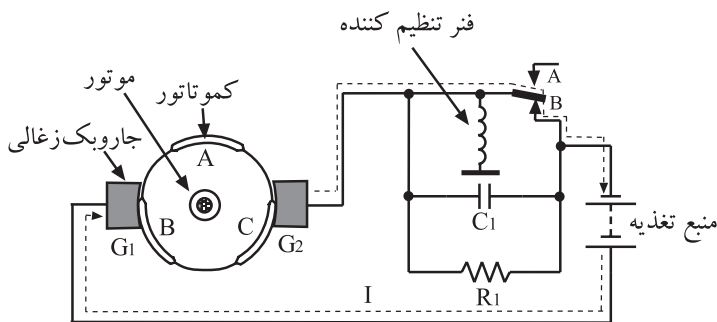 فنر تنظیم کننده
موتور
کموتاتور
جاروبک زغالی
A
B
A
B
C
G1
G2
C1
R1
I
منبع تغذیه